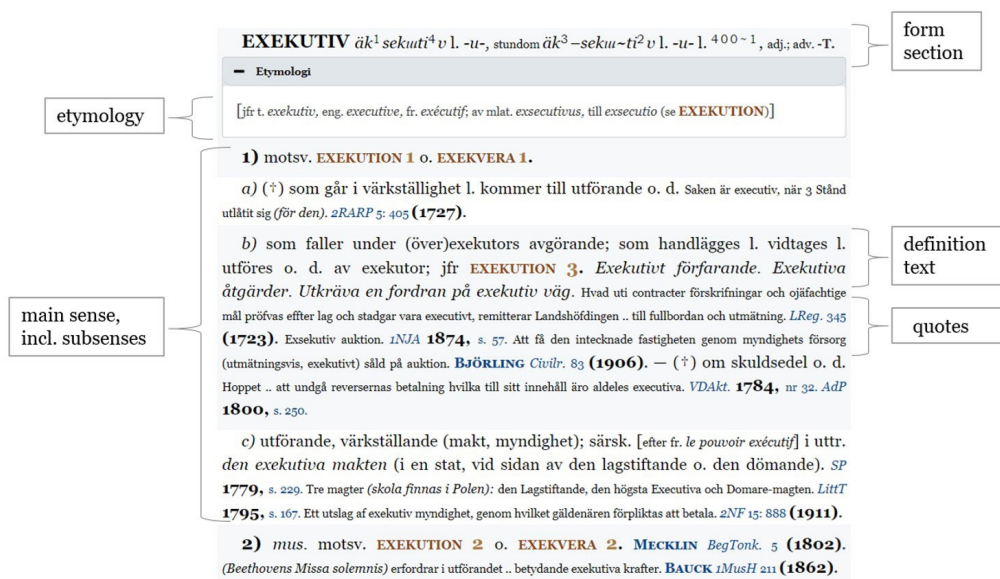 EXEKUTIV äk¹sekɯti⁴v l. -u-, stundom äk³–sekɯ~ti²v l. -u- l. ⁴⁰⁰~¹, adj.; adv. -T.
form section
− Etymologi
etymology
[jfr t. exekutiv, eng. executive, fr. exécutif; av mlat. exsecutivus, till exsecutio (se EXEKUTION)]
1) motsv. EXEKUTION 1 o. EXEKVERA 1.
a) (†) som går i värkställighet l. kommer till utförande o. d. Saken är executiv, när 3 Stånd
utlåtit sig (för den). 2RARP 5: 405 (1727).
b) som faller under (över)exekutors avgörande; som handlägges l. vidtages l.
utföres o. d. av exekutor; jfr EXEKUTION 3. Exekutivt förfarande. Exekutiva
åtgärder. Utkräva en fordran på exekutiv väg. Hvad uti contracter förskrifningar och ojäfachtige
definition text
main sense, incl. subsenses
mål pröfvas effter lag och stadgar vara executivt, remitterar Landshöfdingen .. till fullbordan och utmätning. LReg. 345
(1723). Exsekutiv auktion. 1NJA 1874, s. 57. Att få den intecknade fastigheten genom myndighets försorg
quotes
(utmätningsvis, exekutivt) såld på auktion. BJÖRLING Civilr. 83 (1906). — (†) om skuldsedel o. d.
Hoppet .. att undgå reversernas betalning hvilka till sitt innehåll äro aldeles executiva. VDAkt. 1784, nr 32. AdP
1800, s. 250.
c) utförande, värkställande (makt, myndighet); särsk. [efter fr. le pouvoir exécutif] i uttr.
den exekutiva makten (i en stat, vid sidan av den lagstiftande o. den dömande). SP
1779, s. 229. Tre magter (skola finnas i Polen): den Lagstiftande, den högsta Executiva och Domare-magten. LittT
1795, s. 167. Ett utslag af exekutiv myndighet, genom hvilket gäldenären förpliktas att betala. 2NF 15: 888 (1911).
2) mus. motsv. EXEKUTION 2 o. EXEKVERA 2. MECKLIN BegTonk. 5 (1802).
(Beethovens Missa solemnis) erfordrar i utförandet .. betydande exekutiva krafter. BAUCK 1MusH 211 (1862).